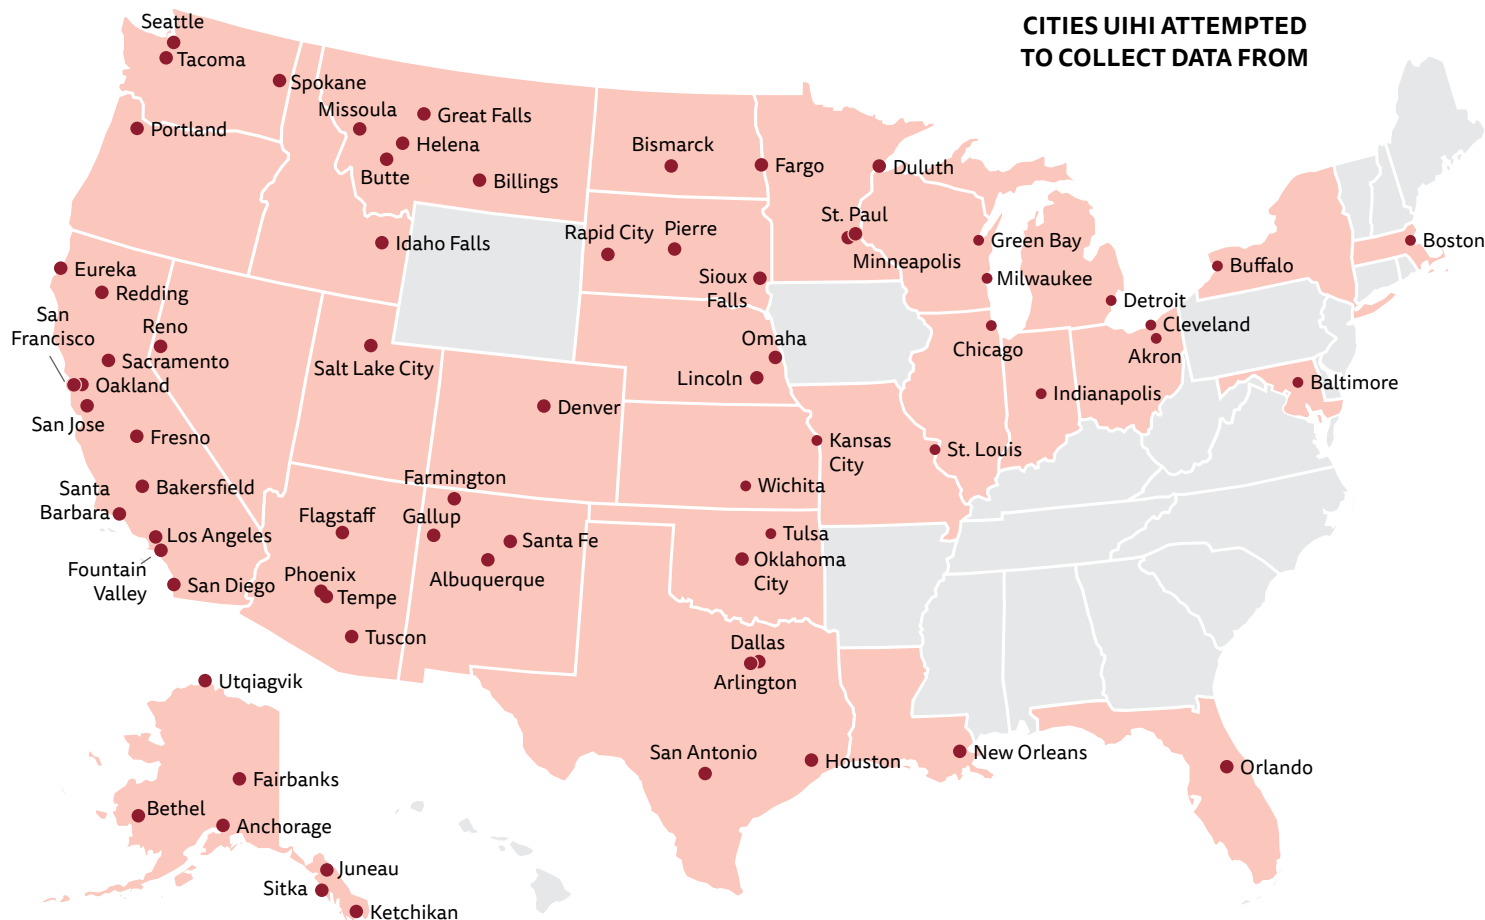 CITIES UIHI ATTEMPTED
TO COLLECT DATA FROM
Seattle
Tacoma
Spokane
Missoula
Great Falls
Portland
Helena
Butte
Billings
Bismarck
Fargo
Duluth
Idaho Falls
Rapid City
Pierre
St. Paul
Minneapolis
Green Bay
Milwaukee
Sioux
Falls
Boston
Buffalo
Detroit
Cleveland
Akron
Eureka
Redding
San
Francisco
Reno
Sacramento
Oakland
San Jose
Salt Lake City
Omaha
Lincoln
Chicago
Denver
Indianapolis
Baltimore
Fresno
Kansas
City
St. Louis
Santa
Barbara
Bakersfield
Farmington
Wichita
Los Angeles
Flagstaff
Gallup
Santa Fe
Tulsa
Oklahoma
City
Fountain
Valley
San Diego
Phoenix
Tempe
Albuquerque
Tuscon
Dallas
Arlington
Utqiagvik
San Antonio
Houston
New Orleans
Orlando
Fairbanks
Bethel
Anchorage
Juneau
Sitka
Ketchikan